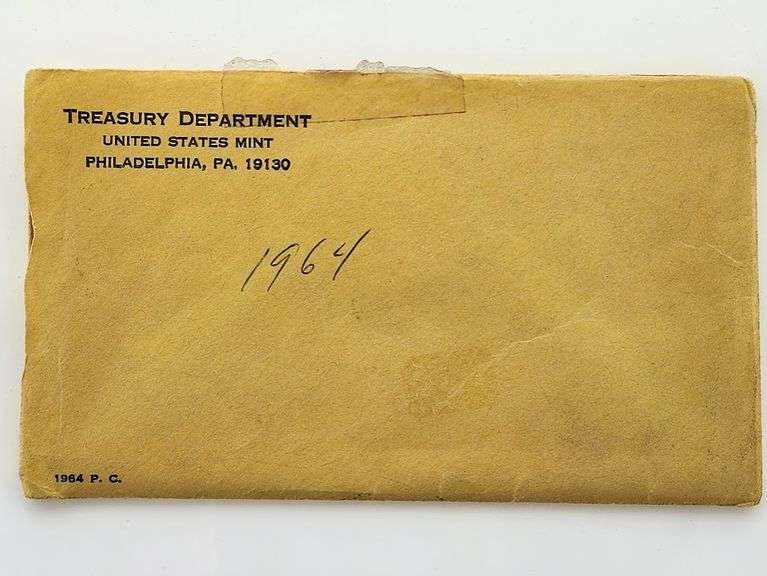 TREASURY DEPARTMENT
UNITED STATES MINT
PHILADELPHIA, PA. 19130
1964
1964 P. C.